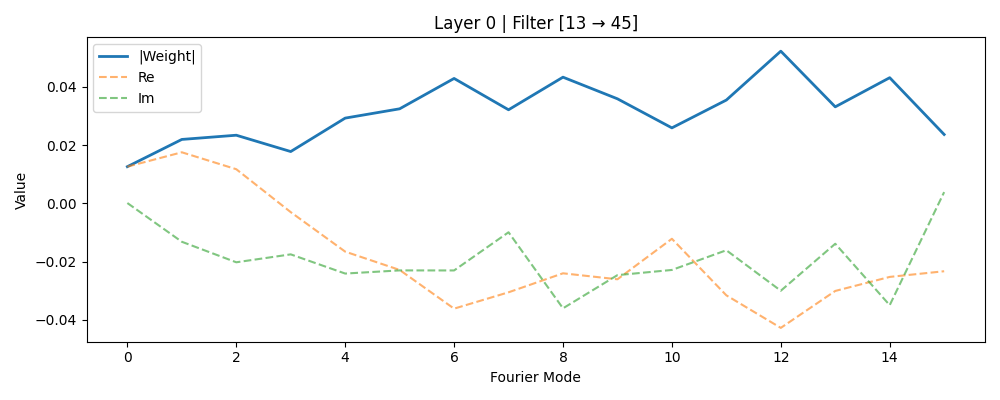 Layer 0 | Filter [13 → 45]
|Weight|
Re
Im
0.04
0.02
0.00
−0.02
−0.04
Value
0 2 4 6 8 10 12 14
Fourier Mode